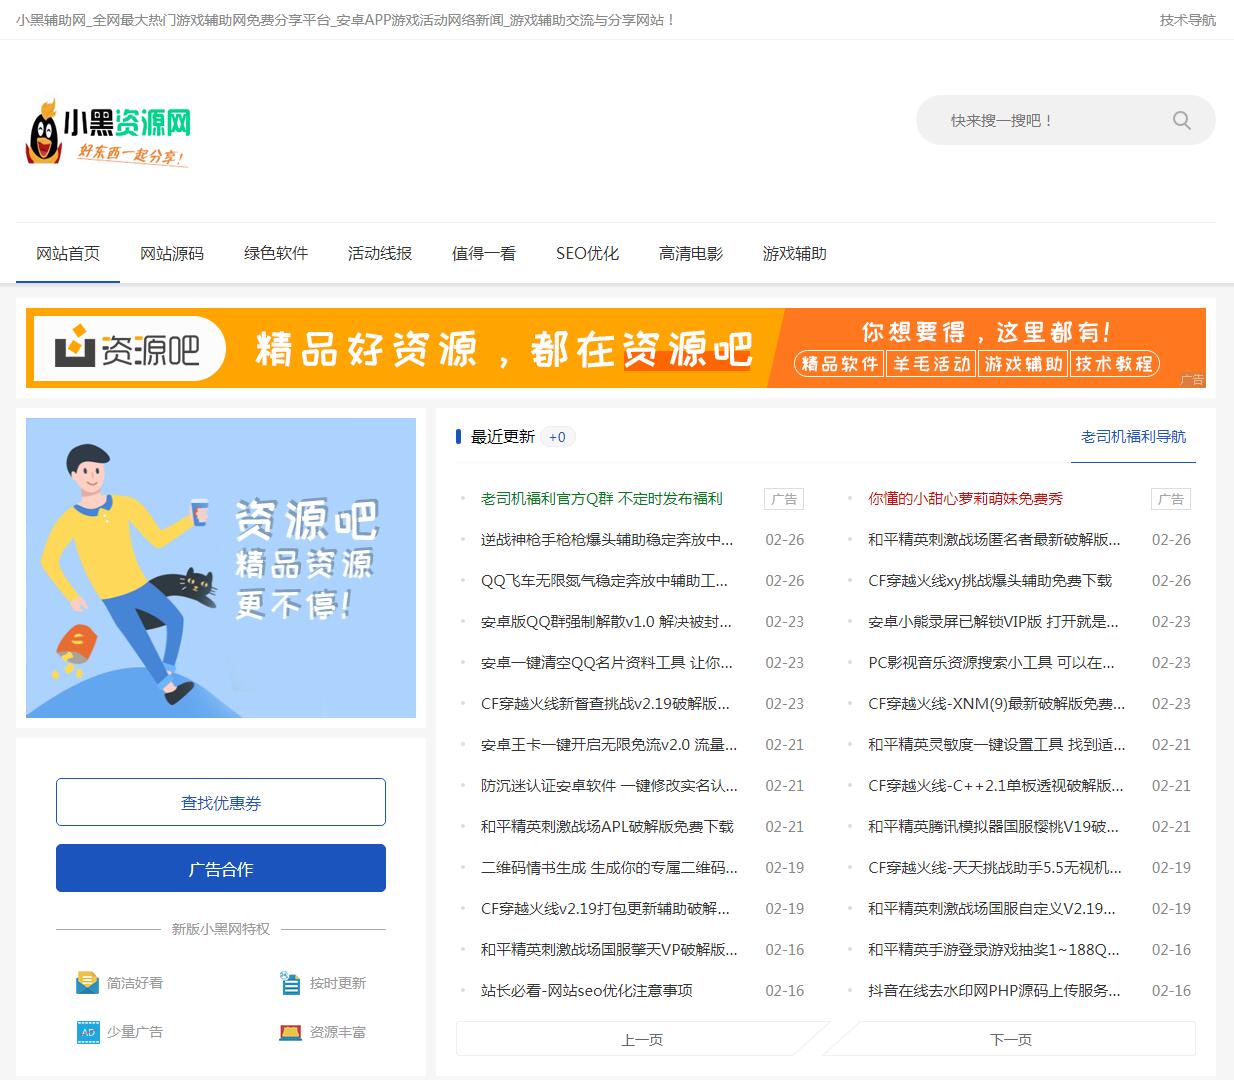 小黑辅助网_全网最大热门游戏辅助网免费分享平台_安卓APP游戏活动网络新闻_游戏辅助交流与分享网站！
技术导航
小黑资源网
好东西一起分享!
快来搜一搜吧！
网站首页 网站源码 绿色软件 活动线报 值得一看 SEO优化 高清电影 游戏辅助
资源吧
精品好资源，都在资源吧
你想要得，这里都有!
精品软件 羊毛活动 游戏辅助 技术教程
广告
资源吧
精品资源
更不停!
查找优惠券
广告合作
新版小黑网特权
简洁好看 按时更新
AD 少量广告 资源丰富
最近更新 +0
老司机福利导航
老司机福利官方Q群 不定时发布福利 广告
你懂的小甜心萝莉萌妹免费秀 广告
逆战神枪手枪枪爆头辅助稳定奔放中... 02-26
和平精英刺激战场匿名者最新破解版... 02-26
QQ飞车无限氮气稳定奔放中辅助工... 02-26
CF穿越火线xy挑战爆头辅助免费下载 02-26
安卓版QQ群强制解散v1.0 解决被封... 02-23
安卓小熊录屏已解锁VIP版 打开就是... 02-23
安卓一键清空QQ名片资料工具 让你... 02-23
PC影视音乐资源搜索小工具 可以在... 02-23
CF穿越火线新督查挑战v2.19破解版... 02-23
CF穿越火线-XNM(9)最新破解版免费... 02-23
安卓王卡一键开启无限免流v2.0 流量... 02-21
和平精英灵敏度一键设置工具 找到适... 02-21
防沉迷认证安卓软件 一键修改实名认... 02-21
CF穿越火线-C++2.1单板透视破解版... 02-21
和平精英刺激战场APL破解版免费下载 02-21
和平精英腾讯模拟器国服樱桃V19破... 02-21
二维码情书生成 生成你的专属二维码... 02-19
CF穿越火线-天天挑战助手5.5无视机... 02-19
CF穿越火线v2.19打包更新辅助破解... 02-19
和平精英刺激战场国服自定义V2.19... 02-19
和平精英刺激战场国服肇天VP破解版... 02-16
和平精英手游登录游戏抽奖1~188Q... 02-16
站长必看-网站seo优化注意事项 02-16
抖音在线去水印网PHP源码上传服务... 02-16
上一页 下一页